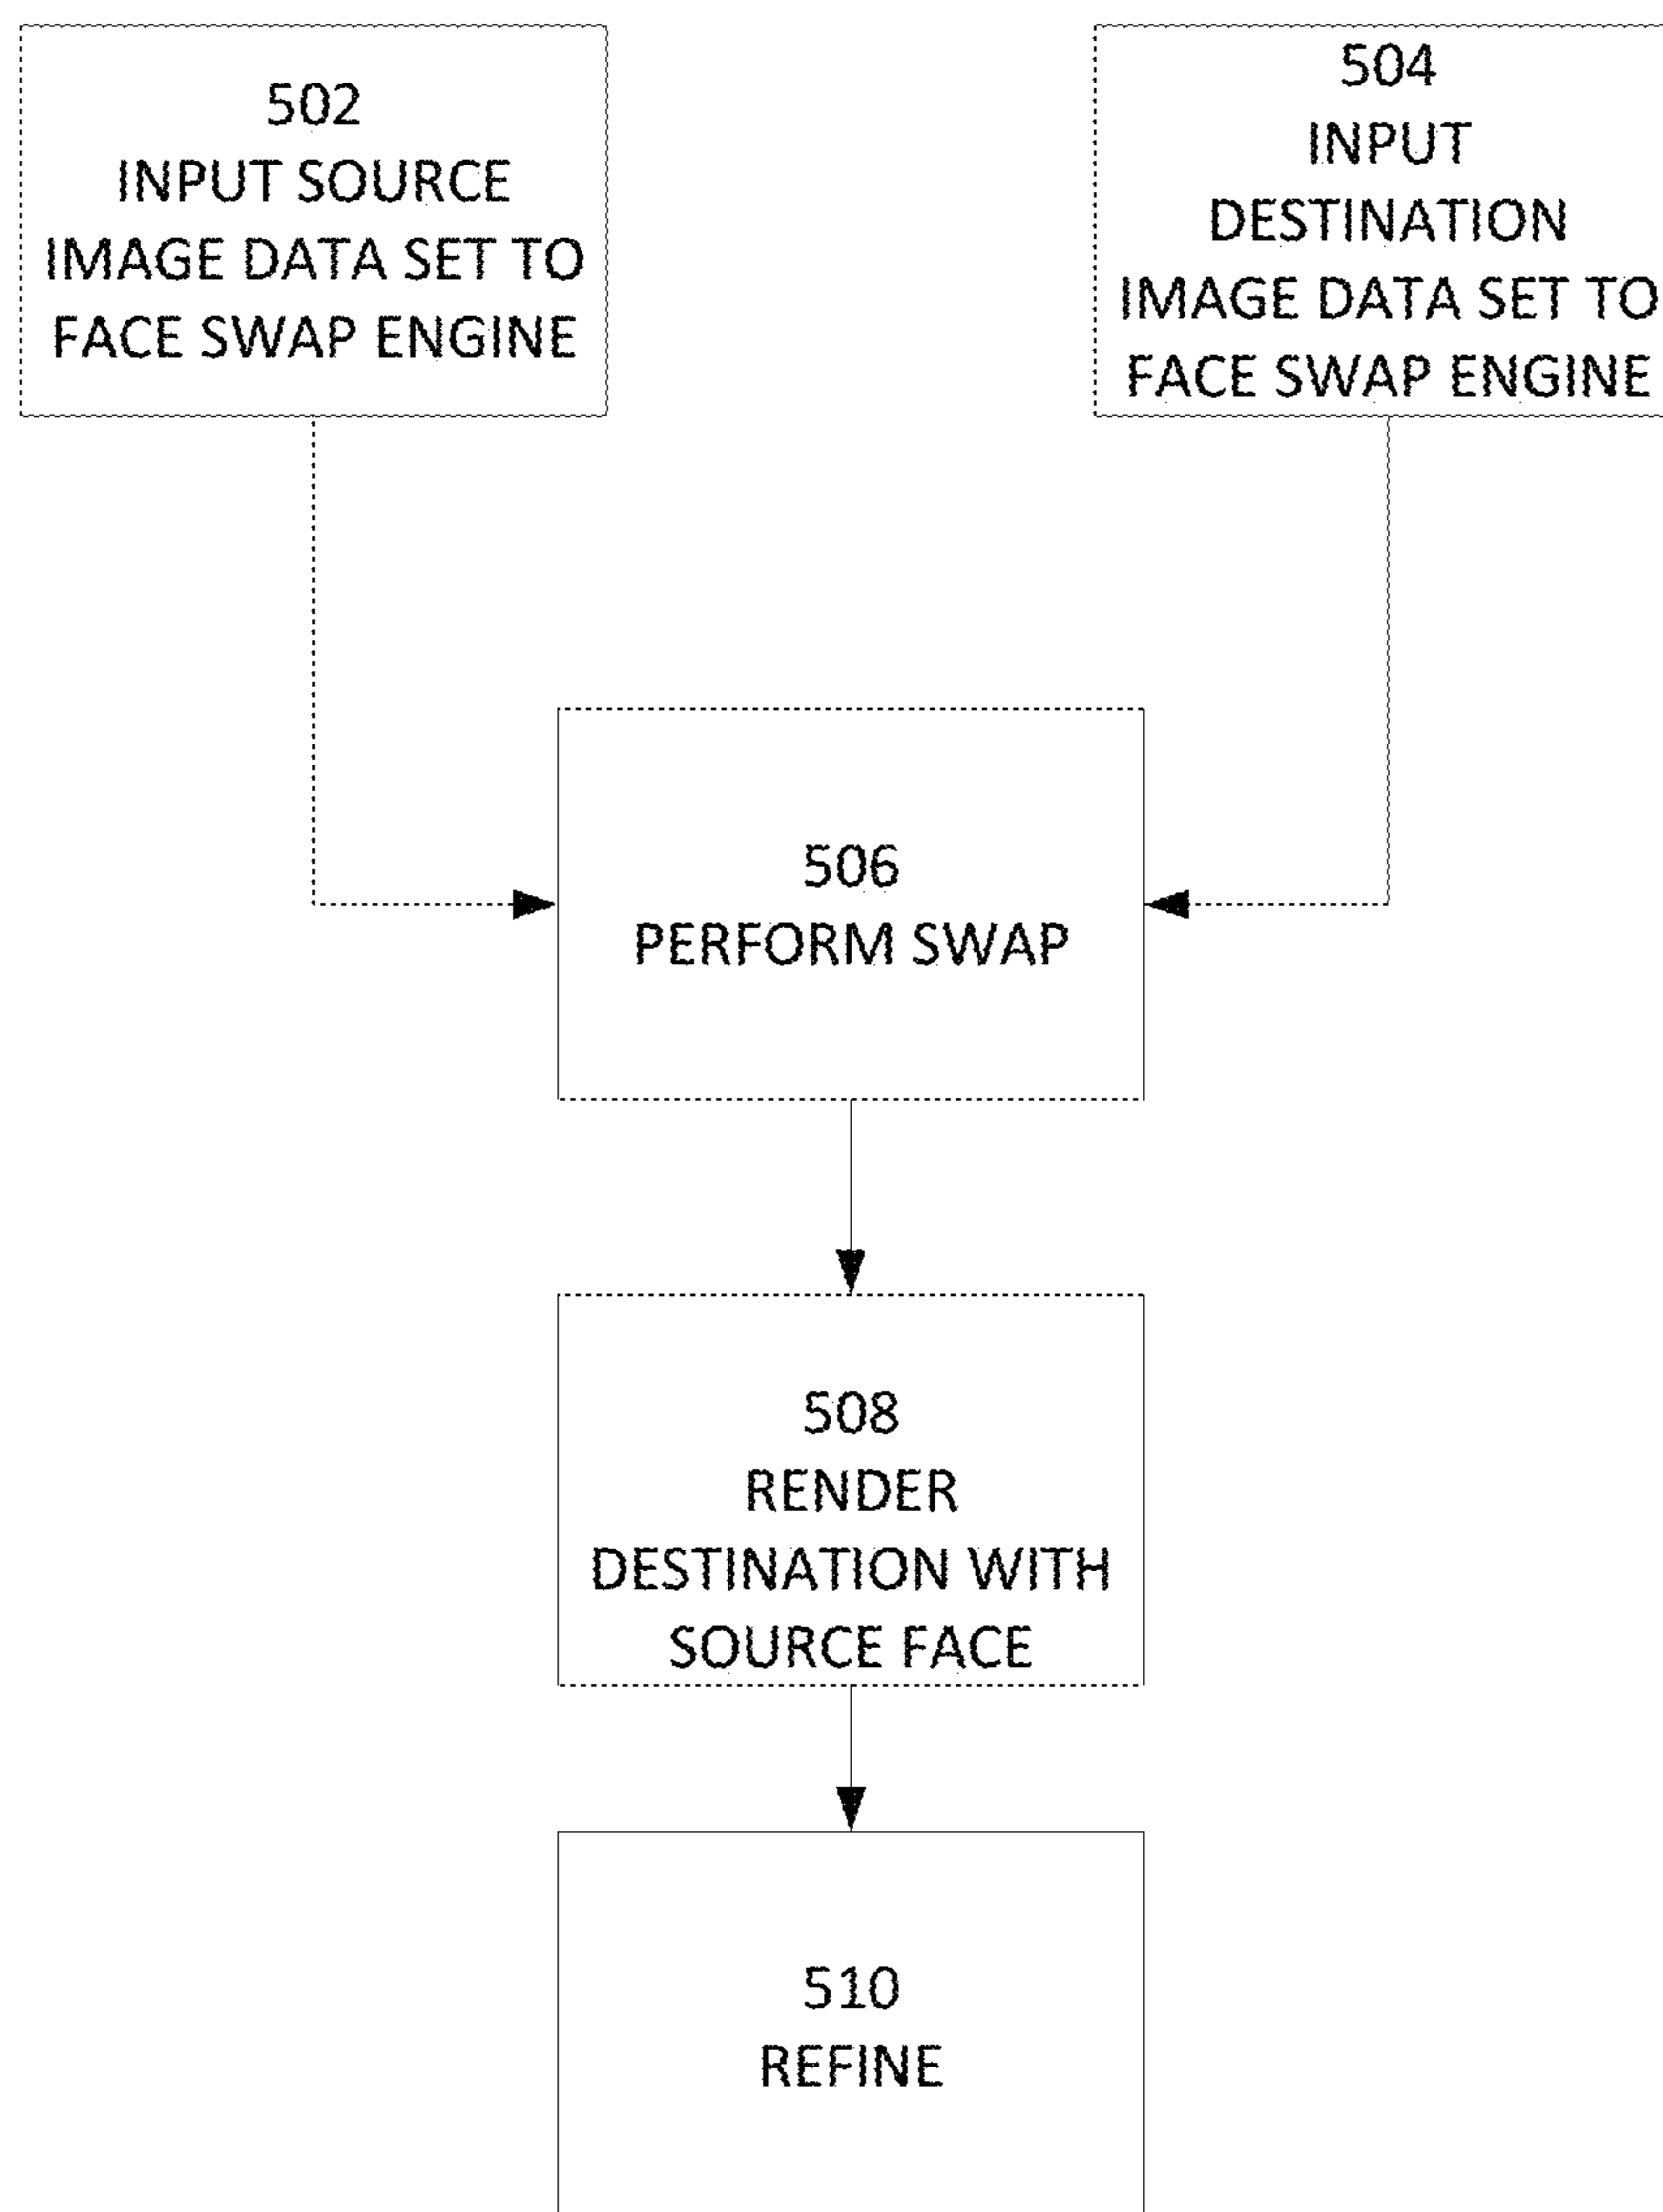 502
INPUT SOURCE
IMAGE DATA SET TO
FACE SWAP ENGINE
504
INPUT
DESTINATION
IMAGE DATA SET TO
FACE SWAP ENGINE
506
PERFORM SWAP
508
RENDER
DESTINATION WITH
SOURCE FACE
510
REFINE